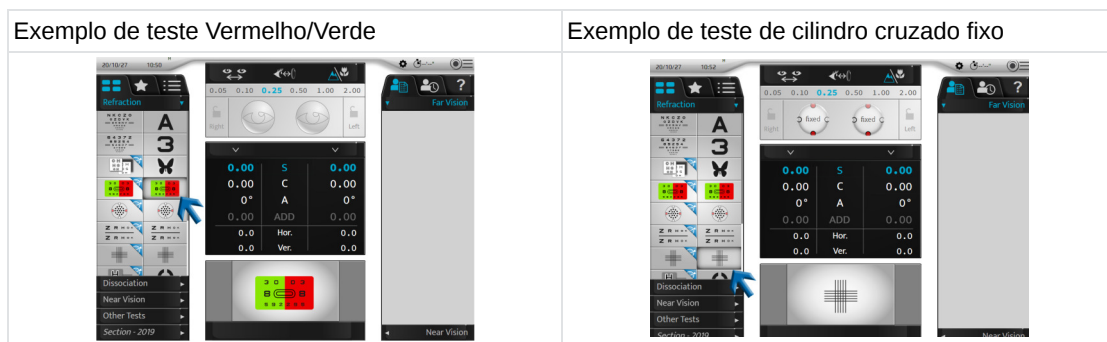 Exemplo de teste Vermelho/Verde
20/10/27 10:50
0.05 0.10 0.25 0.50 1.00 2.00
Refraction
Far Vision
Right
Left
A
3
0.00 S 0.00
0.00 C 0.00
0° A 0°
0.00 ADD 0.00
0.0 Hor. 0.0
0.0 Ver. 0.0
Dissociation
Near Vision
Other Tests
Section - 2019
Near Vision
Exemplo de teste de cilindro cruzado fixo
20/10/27 10:52
0.05 0.10 0.25 0.50 1.00 2.00
Refraction
Far Vision
Right
fixed
fixed
Left
A
3
0.00 S 0.00
0.00 C 0.00
0° A 0°
0.00 ADD 0.00
0.0 Hor. 0.0
0.0 Ver. 0.0
Dissociation
Near Vision
Other Tests
Section - 2019
Near Vision